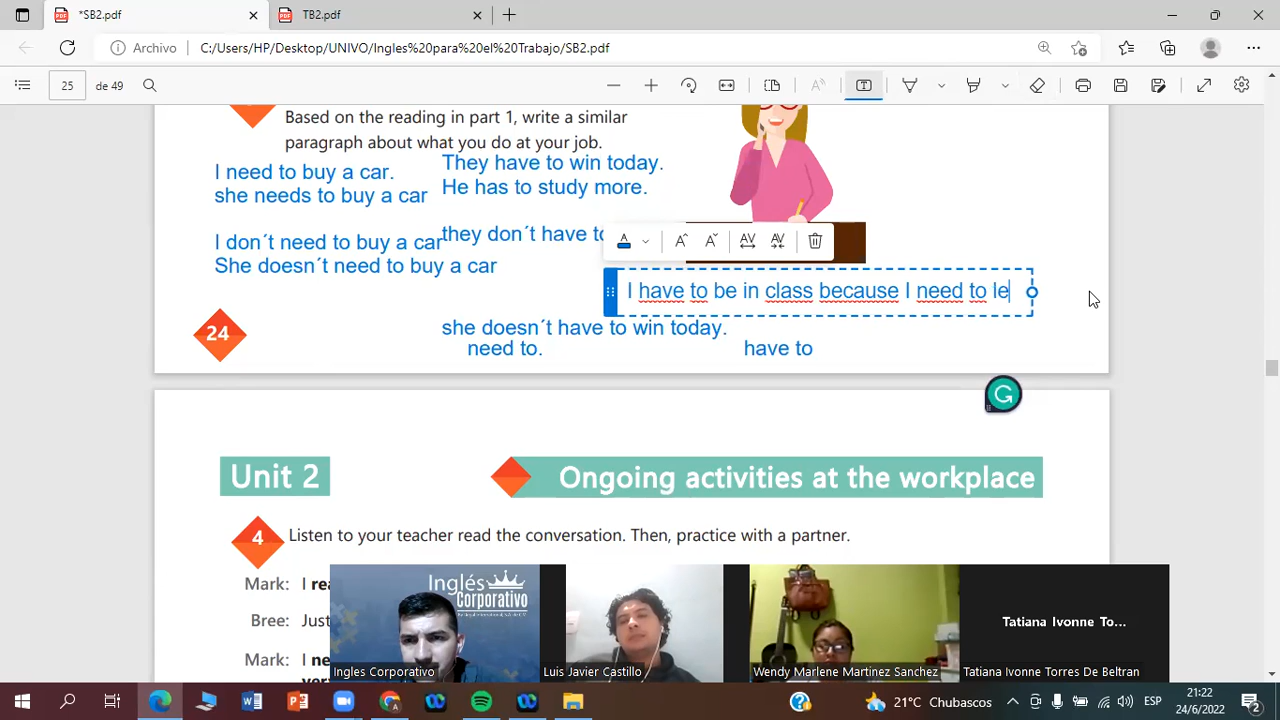 *SB2.pdf
TB2.pdf
Archivo
C:/Users/HP/Desktop/UNIVO/Ingles%20para%20el%20Trabajo/SB2.pdf
25
de 49
Based on the reading in part 1, write a similar
paragraph about what you do at your job.
I need to buy a car.
she needs to buy a car
They have to win today.
He has to study more.
I don´t need to buy a car
She doesn´t need to buy a car
they don´t have to
I have to be in class because I need to le
she doesn´t have to win today.
need to.
have to
24
Unit 2
Ongoing activities at the workplace
4
Listen to your teacher read the conversation. Then, practice with a partner.
Mark: I
Bree: Just
Mark: I
Inglés
Corporativo
Ingles Corporativo
Luis Javier Castillo
Wendy Marlene Martinez Sanchez
Tatiana Ivonne To...
Tatiana Ivonne Torres De Beltran
21°C Chubascos
ESP
21:22
24/6/2022
2